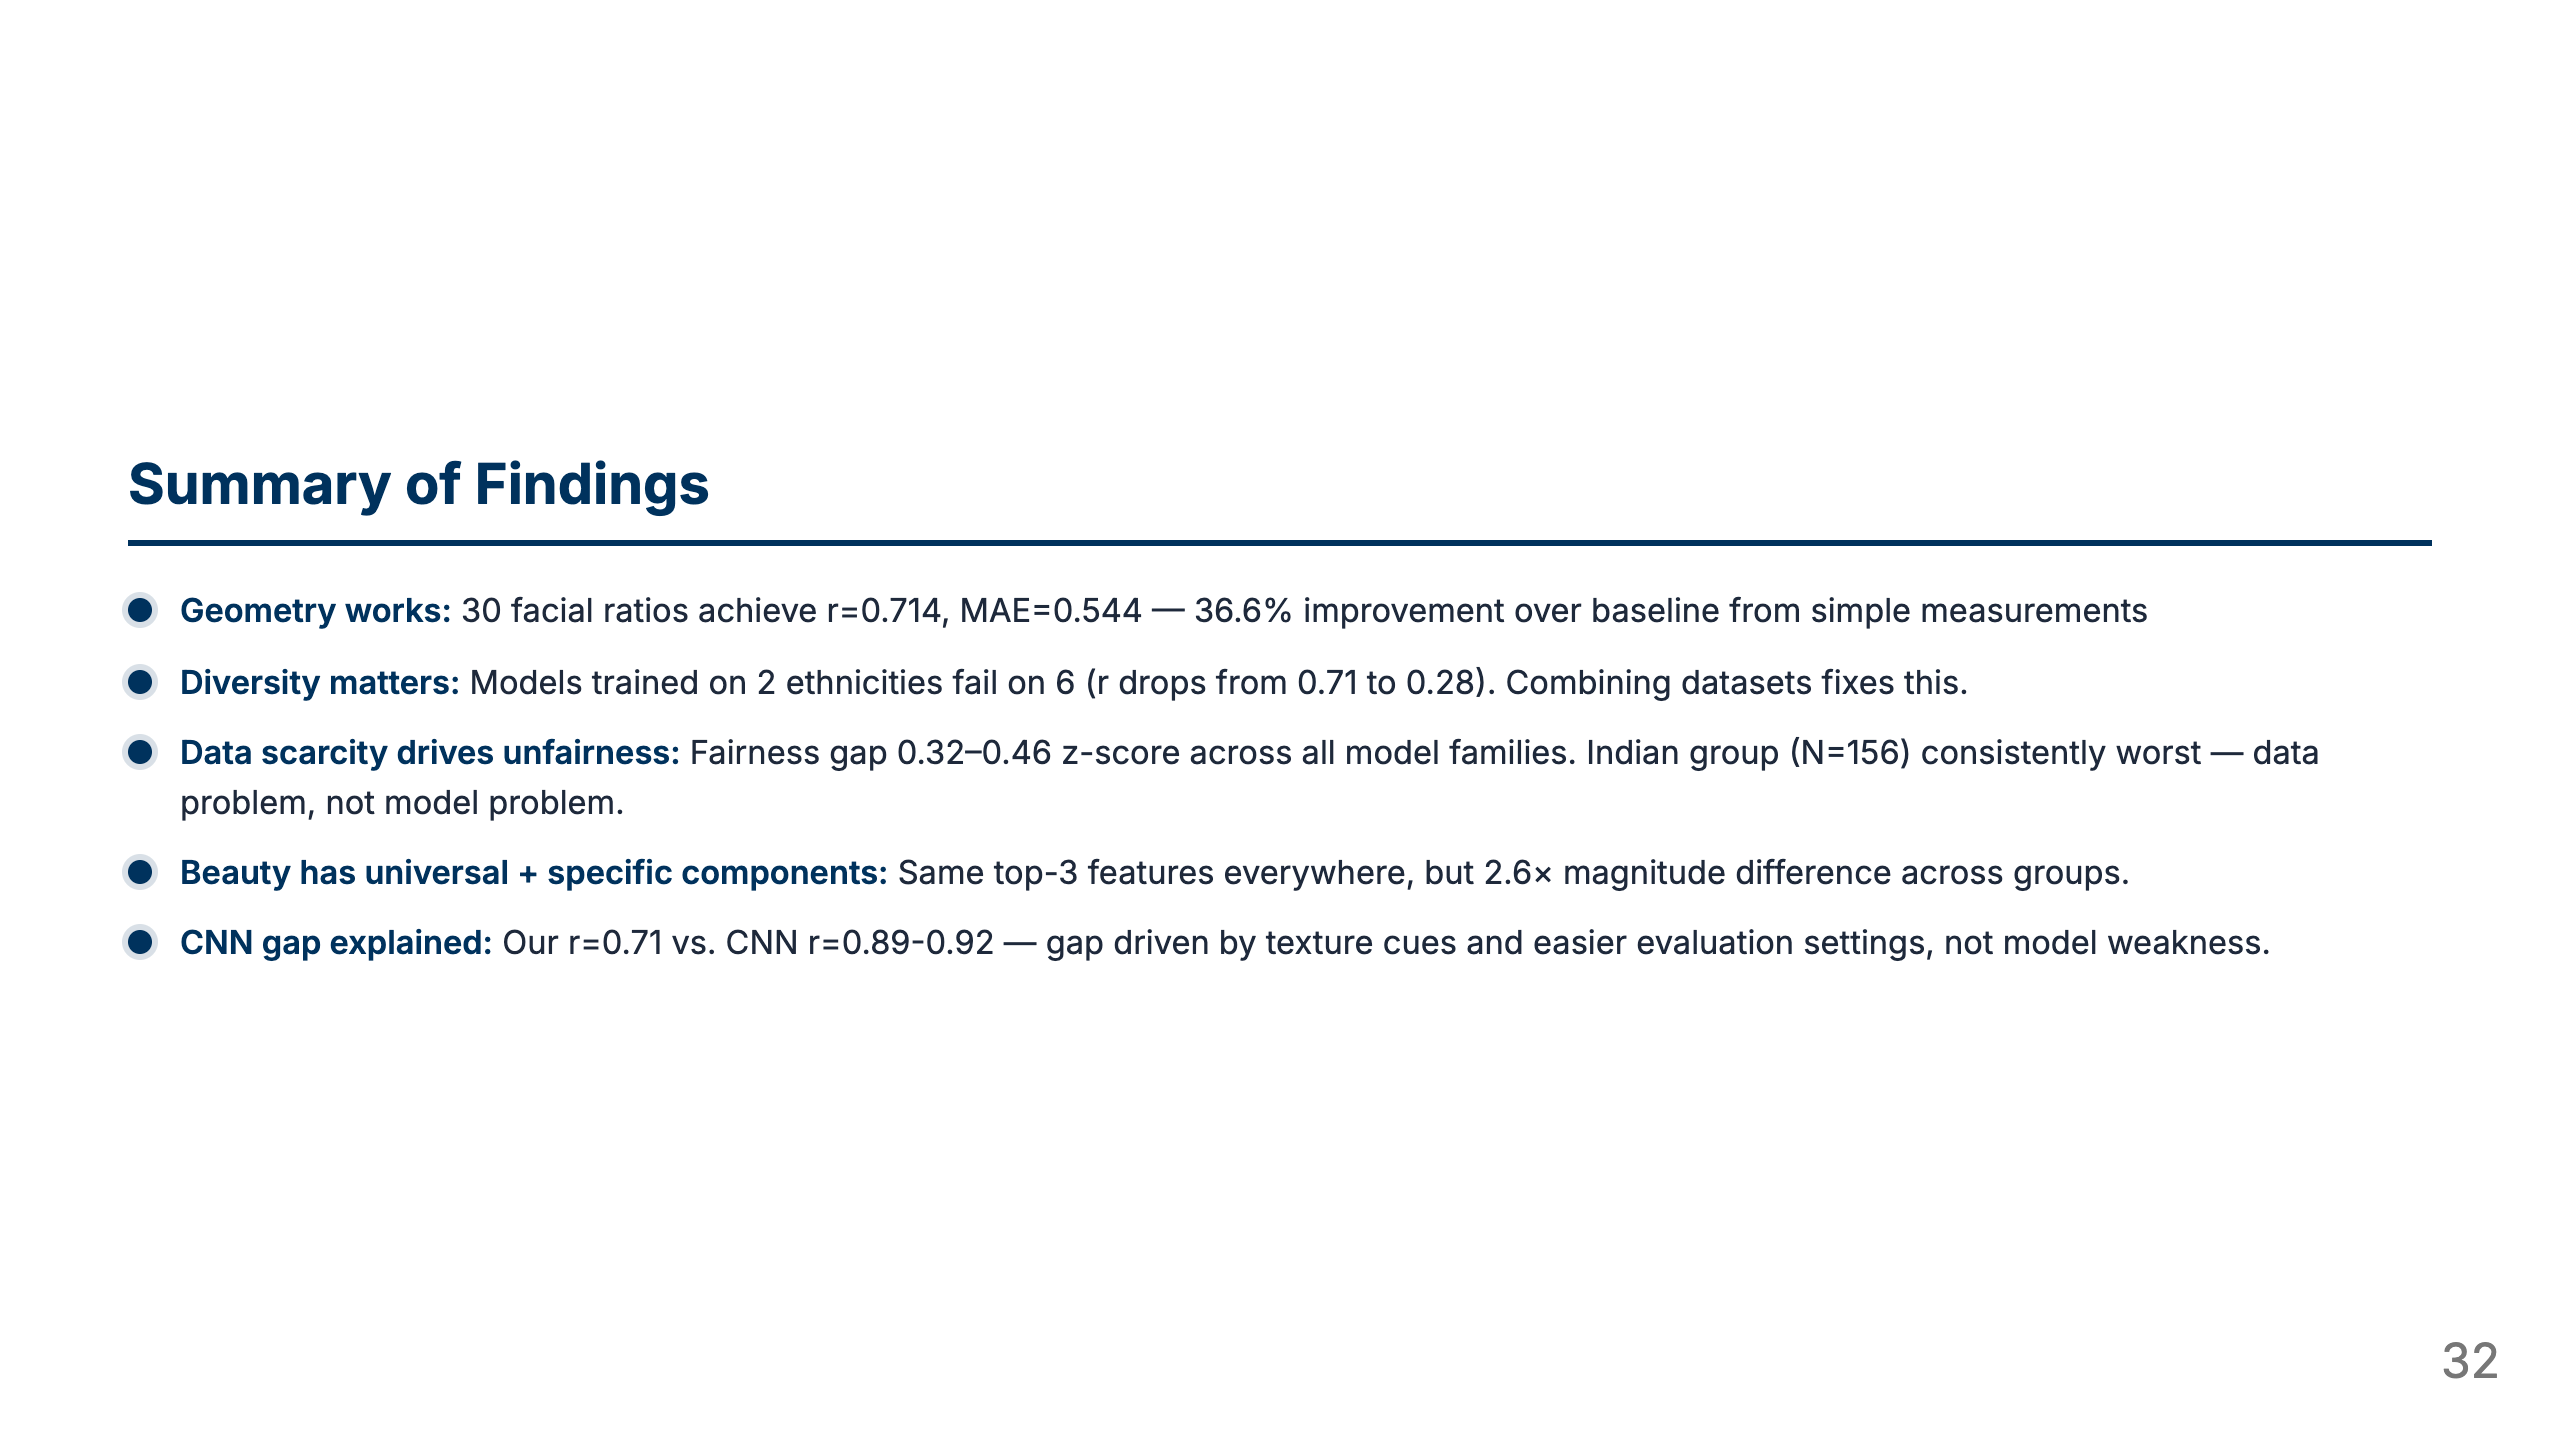 Summary of Findings
Geometry works: 30 facial ratios achieve r=0.714, MAE=0.544 — 36.6% improvement over baseline from simple measurements
Diversity matters: Models trained on 2 ethnicities fail on 6 (r drops from 0.71 to 0.28). Combining datasets fixes this.
Data scarcity drives unfairness: Fairness gap 0.32–0.46 z-score across all model families. Indian group (N=156) consistently worst — data
problem, not model problem.
Beauty has universal + specific components: Same top-3 features everywhere, but 2.6× magnitude difference across groups.
CNN gap explained: Our r=0.71 vs. CNN r=0.89-0.92 — gap driven by texture cues and easier evaluation settings, not model weakness.
32